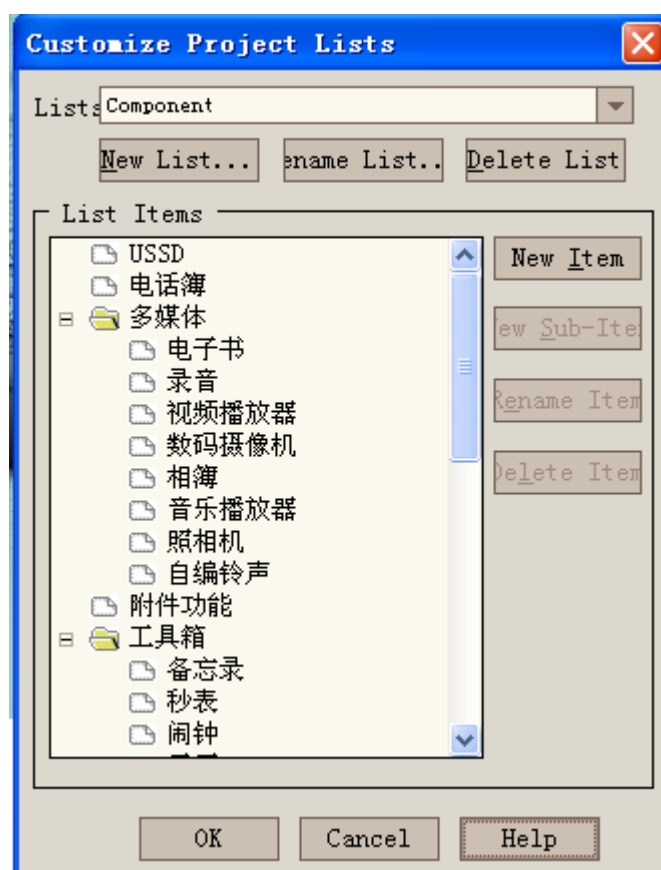 Customize Project Lists
Lists Component
New List... ename List.. Delete List
List Items
USSD
电话簿
多媒体
电子书
录音
视频播放器
数码摄像机
相簿
音乐播放器
照相机
自编铃声
附件功能
工具箱
备忘录
秒表
闹钟
New Item
ew Sub-Ite
Rename Item
Delete Item
OK Cancel Help